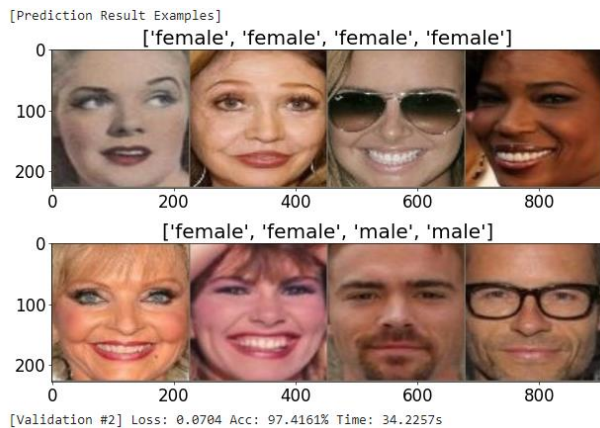 [Prediction Result Examples]
['female', 'female', 'female', 'female']
0
100
200
0 200 400 600 800
['female', 'female', 'male', 'male']
0
100
200
0 200 400 600 800
[Validation #2] Loss: 0.0704 Acc: 97.4161% Time: 34.2257s